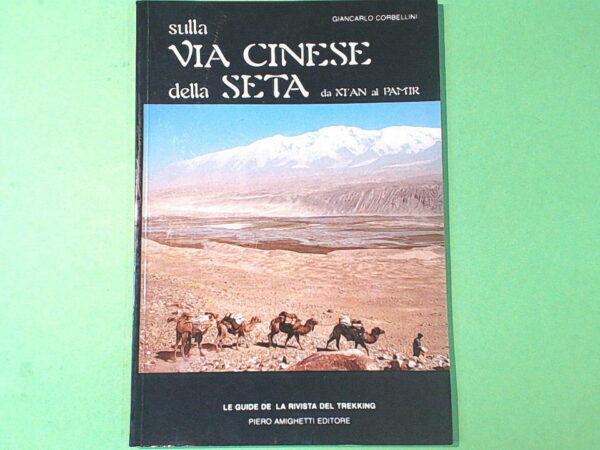 GIANCARLO CORBELLINI
sulla
VIA CINESE
della SETA da XI'AN al PAMIR
LE GUIDE DE LA RIVISTA DEL TREKKING
PIERO AMIGHETTI EDITORE